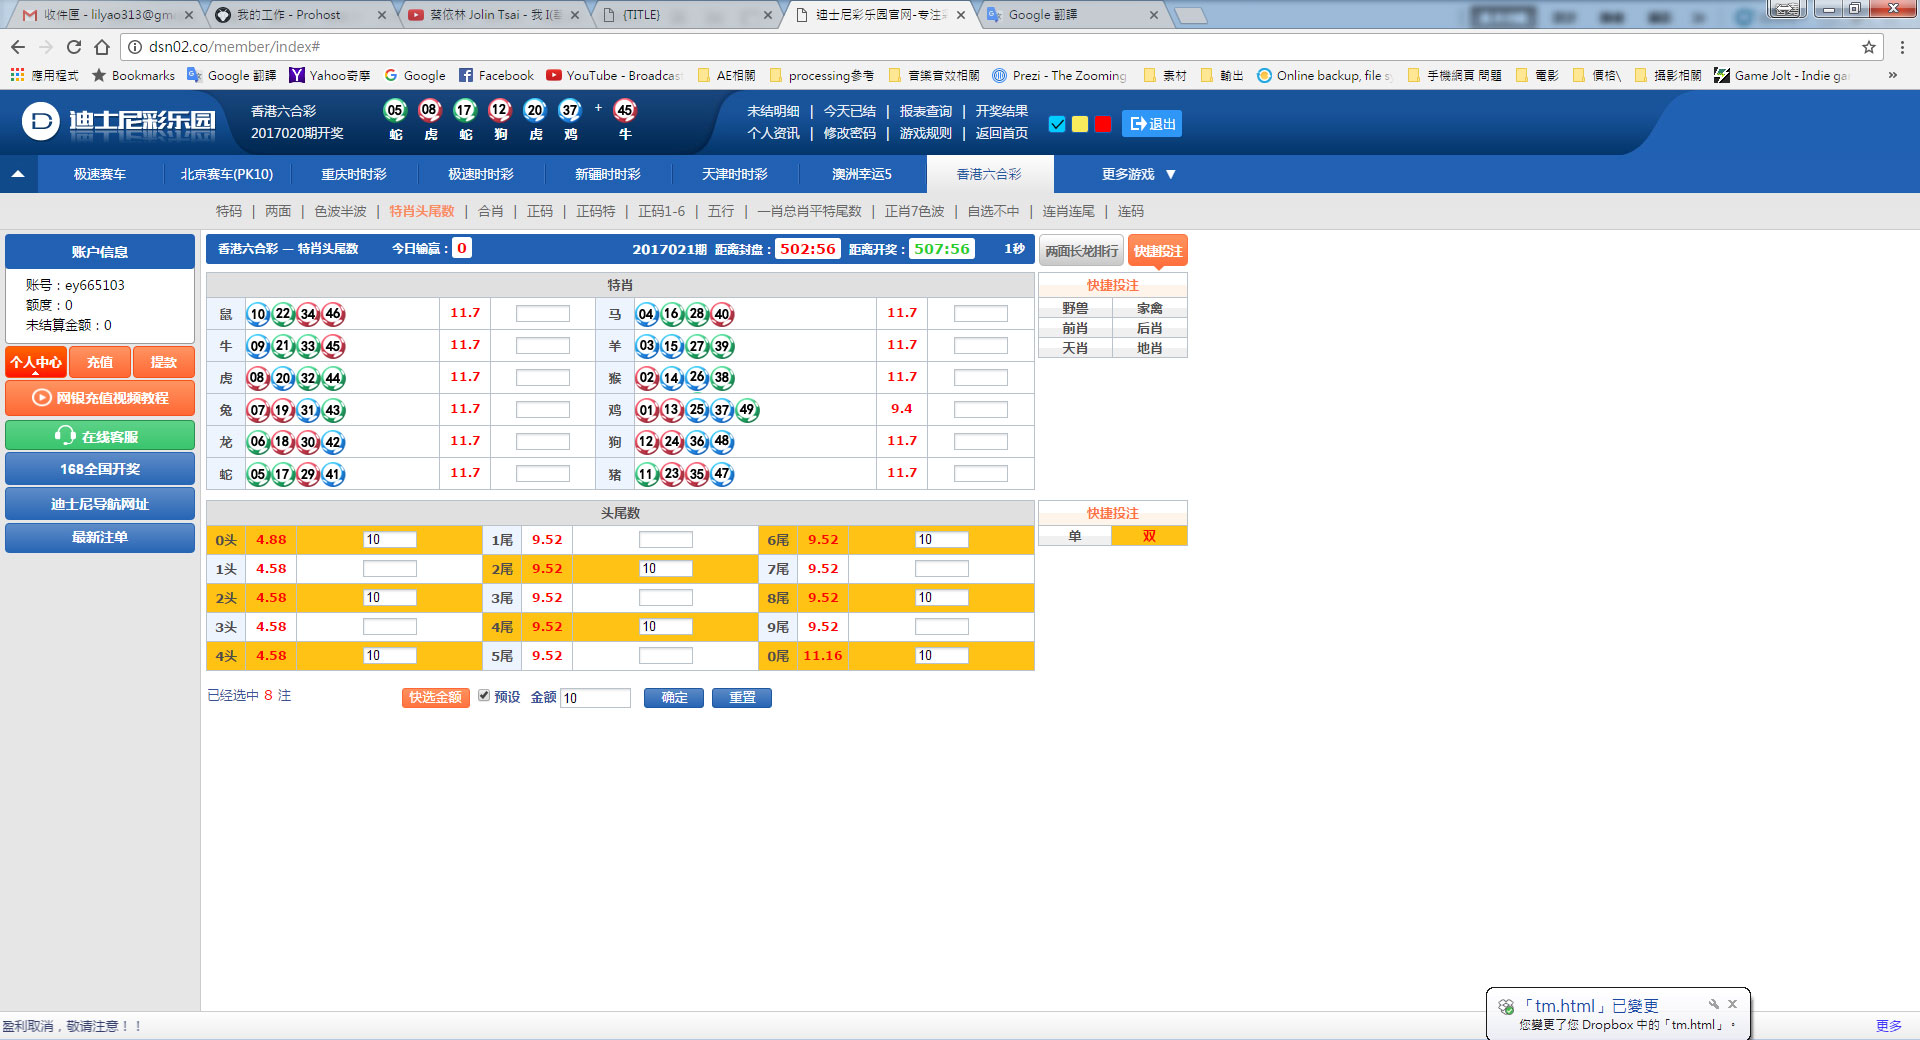 收件匣 - lilyao313@gm
我的工作 - Prohost
蔡依林 Jolin Tsai - 我 I(
{TITLE}
迪士尼彩乐园官网-专注
Google 翻譯
dsn02.co/member/index#
應用程式 Bookmarks Google 翻譯 Yahoo奇摩 Google Facebook YouTube - Broadcas AE相關 processing參考 音樂音效相關 Prezi - The Zooming 素材 輸出 Online backup, file s 手機網頁 問題 電影 價格\ 攝影相關 Game Jolt - Indie ga »
D 迪士尼彩乐园
香港六合彩
2017020期开奖
05 08 17 12 20 37 + 45
蛇 虎 蛇 狗 虎 鸡 牛
未结明细 | 今天已结 | 报表查询 | 开奖结果
个人资讯 | 修改密码 | 游戏规则 | 返回首页
退出
极速赛车 北京赛车(PK10) 重庆时时彩 极速时时彩 新疆时时彩 天津时时彩 澳洲幸运5 香港六合彩 更多游戏 ▼
特码 | 两面 | 色波半波 | 特肖头尾数 | 合肖 | 正码 | 正码特 | 正码1-6 | 五行 | 一肖总肖平特尾数 | 正肖7色波 | 自选不中 | 连肖连尾 | 连码
账户信息
账号：ey665103
额度：0
未结算金额：0
个人中心 充值 提款
网银充值视频教程
在线客服
168全国开奖
迪士尼导航网址
最新注单
香港六合彩 — 特肖头尾数 今日输赢：0 2017021期 距离封盘：502:56 距离开奖：507:56 1秒
两面长龙排行 快捷投注
特肖
鼠 10 22 34 46 11.7 马 04 16 28 40 11.7
牛 09 21 33 45 11.7 羊 03 15 27 39 11.7
虎 08 20 32 44 11.7 猴 02 14 26 38 11.7
兔 07 19 31 43 11.7 鸡 01 13 25 37 49 9.4
龙 06 18 30 42 11.7 狗 12 24 36 48 11.7
蛇 05 17 29 41 11.7 猪 11 23 35 47 11.7
快捷投注
野兽 家禽
前肖 后肖
天肖 地肖
头尾数
0头 4.88 10 1尾 9.52 6尾 9.52 10
1头 4.58 2尾 9.52 10 7尾 9.52
2头 4.58 10 3尾 9.52 8尾 9.52 10
3头 4.58 4尾 9.52 10 9尾 9.52
4头 4.58 10 5尾 9.52 0尾 11.16 10
快捷投注
单 双
已经选中 8 注 快选金额 预设 金额 10 确定 重置
盈利取消，敬请注意！！
更多
「tm.html」已變更
您變更了您 Dropbox 中的「tm.html」。